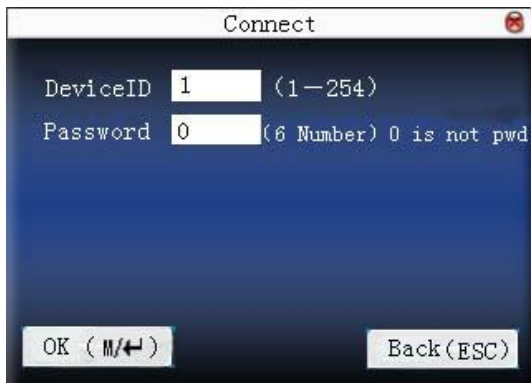 Connect
DeviceID 1 (1—254)
Password 0 (6 Number) 0 is not pwd
OK ( M/↵ ) Back(ESC)